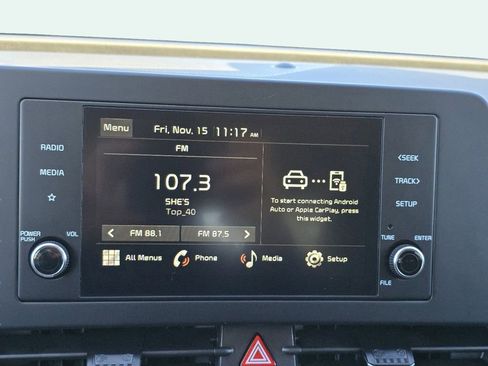 Menu
Fri, Nov. 15 11:17 AM
RADIO
MEDIA
POWER
PUSH
VOL
FM
107.3
SHE'S
Top_40
FM 88.1
FM 87.5
To start connecting Android
Auto or Apple CarPlay, press
this widget.
All Menus
Phone
Media
Setup
SEEK
TRACK
SETUP
TUNE
ENTER
FILE